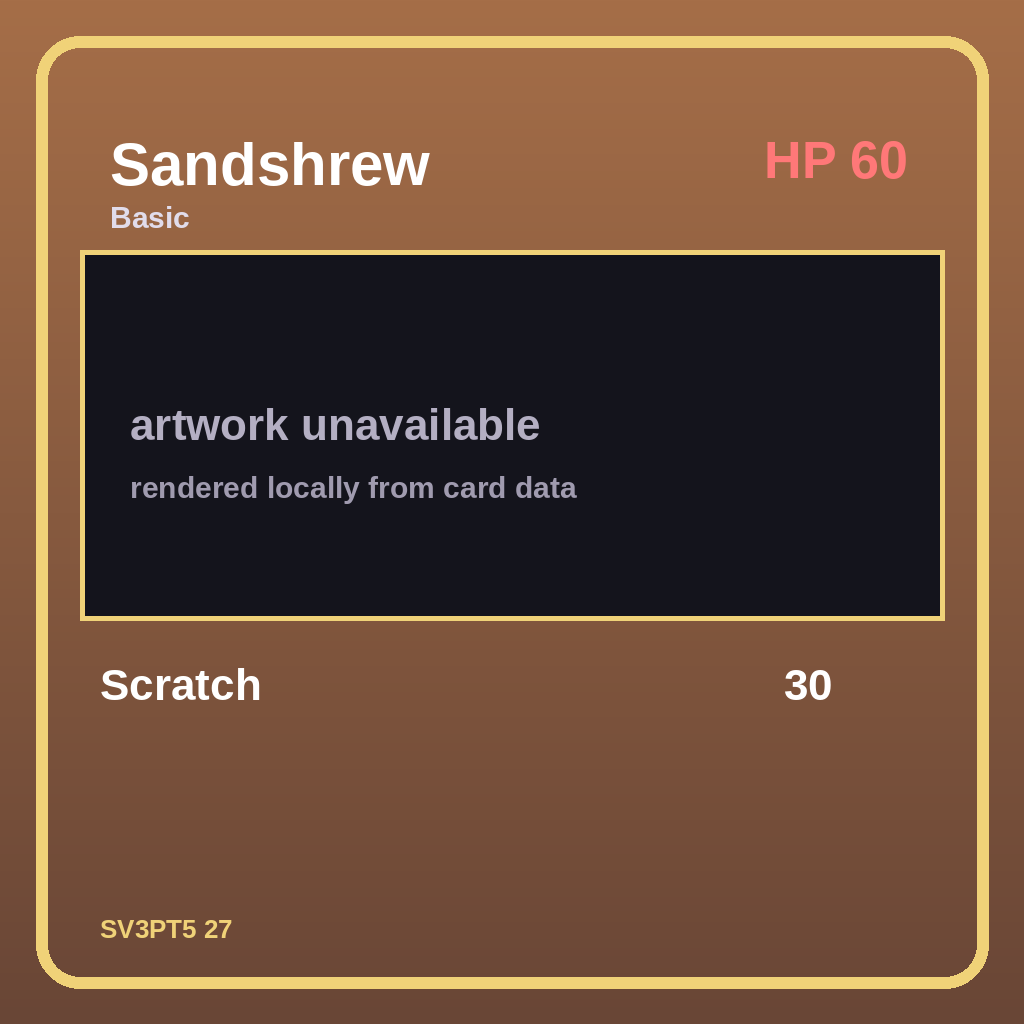 Sandshrew
HP 60
Basic
artwork unavailable
rendered locally from card data
Scratch
30
SV3PT5 27